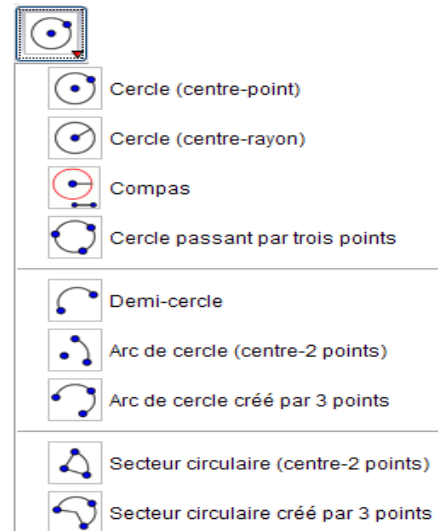 Cercle (centre-point)
Cercle (centre-rayon)
Compas
Cercle passant par trois points
Demi-cercle
Arc de cercle (centre-2 points)
Arc de cercle créé par 3 points
Secteur circulaire (centre-2 points)
Secteur circulaire créé par 3 points